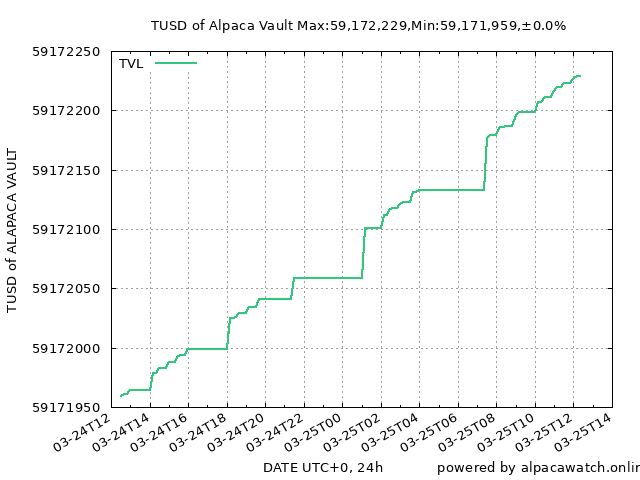 TUSD of Alpaca Vault Max:59,172,229,Min:59,171,959,±0.0%
TVL
59172250
59172200
59172150
59172100
59172050
59172000
59171950
TUSD of ALAPACA VAULT
03-24T12
03-24T14
03-24T16
03-24T18
03-24T20
03-24T22
03-25T00
03-25T02
03-25T04
03-25T06
03-25T08
03-25T10
03-25T12
03-25T14
DATE UTC+0, 24h
powered by alpacawatch.onlin